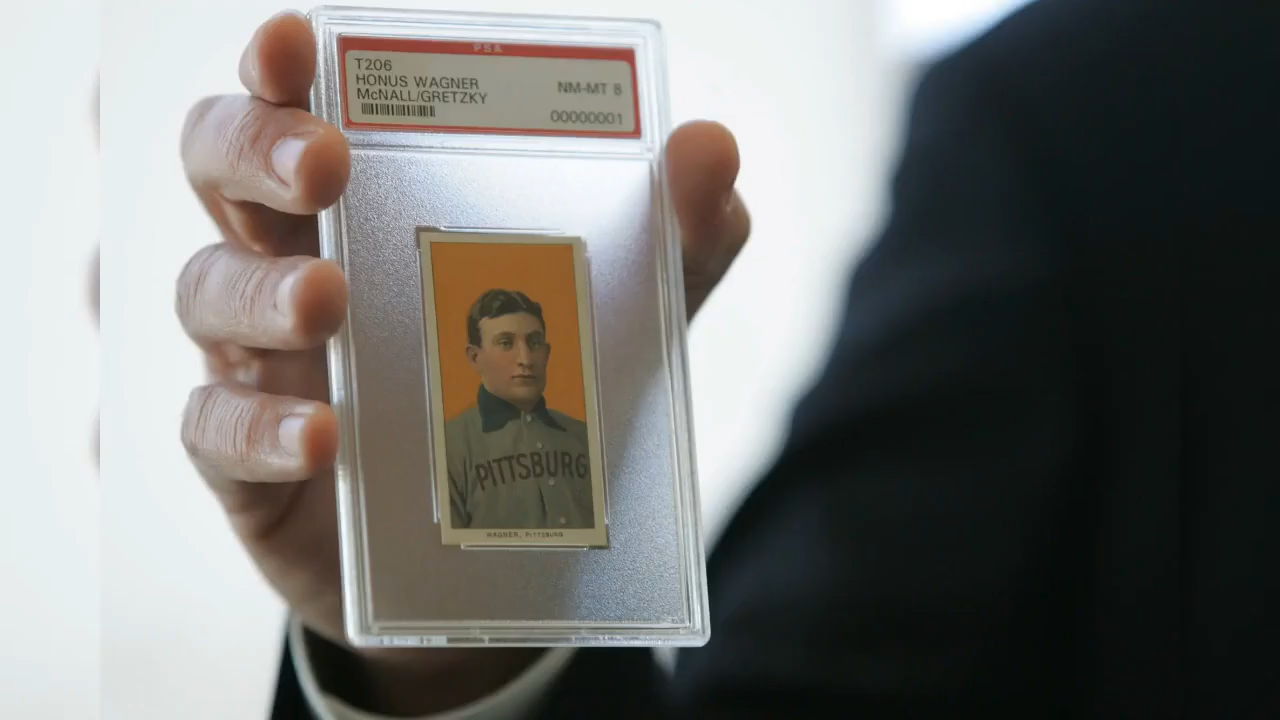 PSA
T206
HONUS WAGNER
McNALL/GRETZKY
NM-MT 8
00000001
PITTSBURG
WAGNER, PITTSBURG